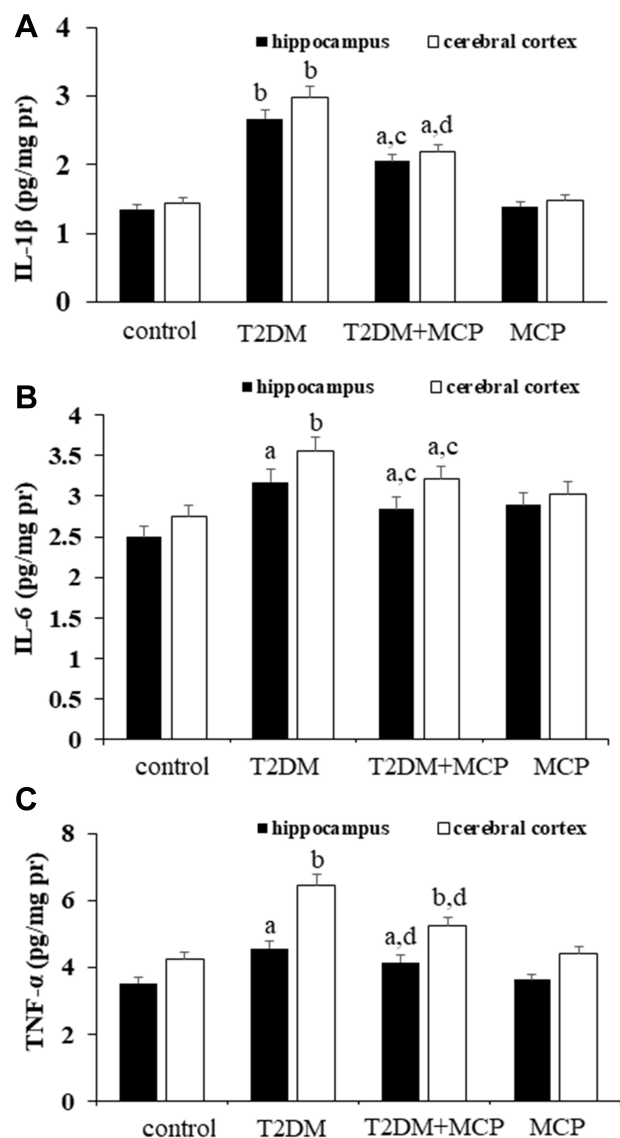 A
■hippocampus □cerebral cortex
IL-1β (pg/mg pr)
4
3
2
1
0
b b
a,c a,d
control T2DM T2DM+MCP MCP
B
■hippocampus □cerebral cortex
IL-6 (pg/mg pr)
4
3.5
3
2.5
2
1.5
1
0.5
0
a b
a,c a,c
control T2DM T2DM+MCP MCP
C
■hippocampus □cerebral cortex
TNF-α (pg/mg pr)
8
6
4
2
0
a b
a,d b,d
control T2DM T2DM+MCP MCP